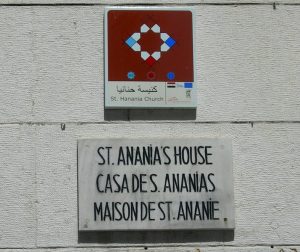 كنيسة حنانيا
St. Hanania Church
ST. ANANIA'S HOUSE
CASA DE S. ANANIAS
MAISON DE ST. ANANIE